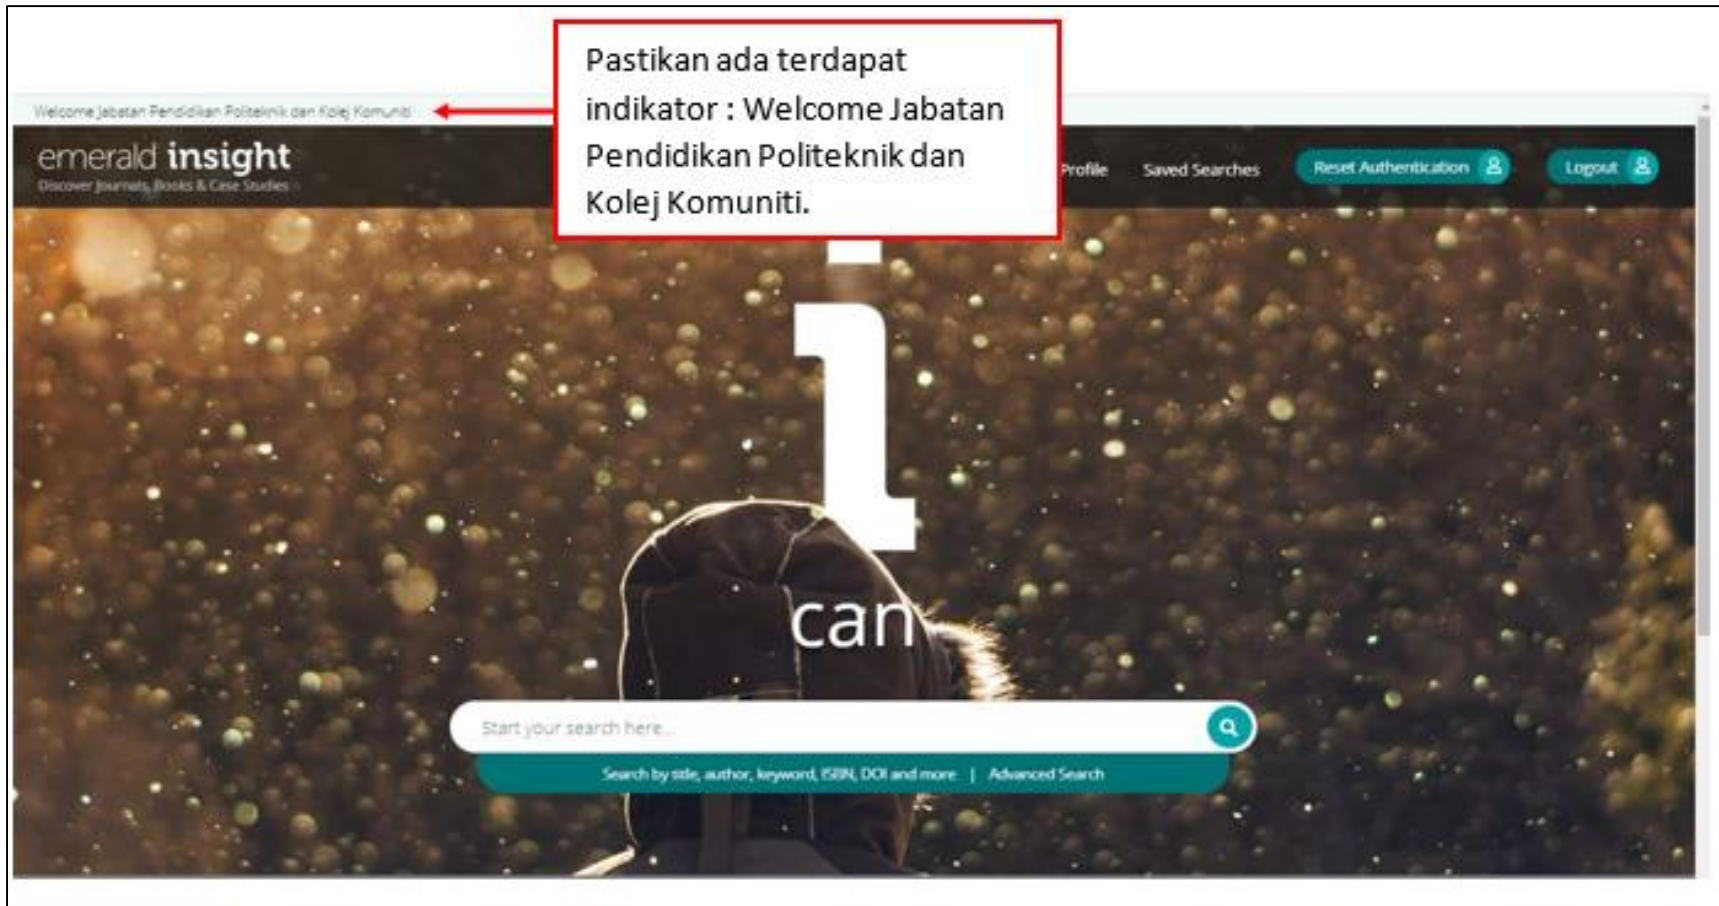 Pastikan ada terdapat
indikator : Welcome Jabatan
Pendidikan Politeknik dan
Kolej Komuniti.
Welcome Jabatan Pendidikan Politeknik dan Kolej Komuniti
emerald insight
Discover Journals, Books & Case Studies
Profile
Saved Searches
Reset Authentication
Logout
i
can
Start your search here...
Search by title, author, keyword, ISBN, DOI and more | Advanced Search